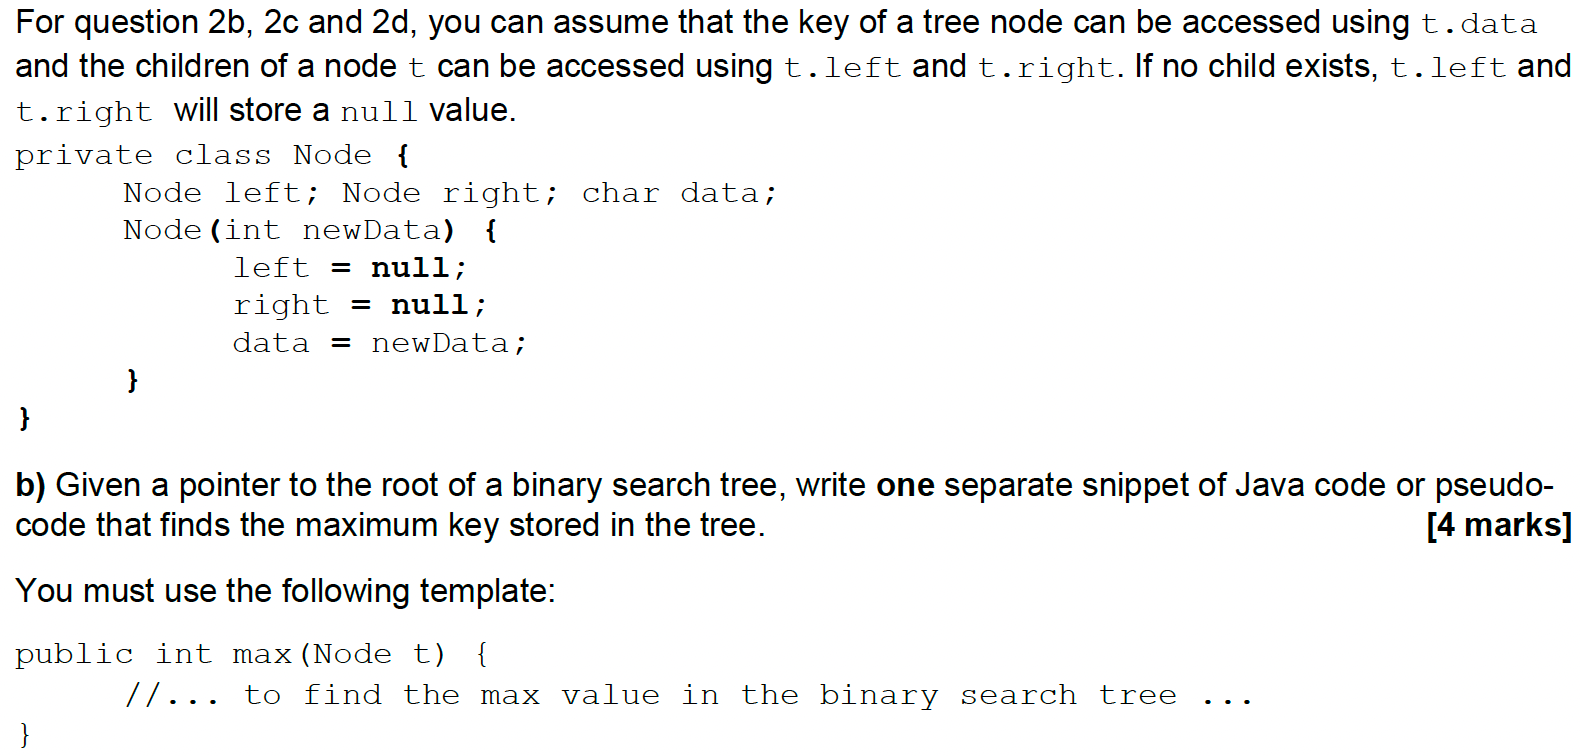 For question 2b, 2c and 2d, you can assume that the key of a tree node can be accessed using t.data
and the children of a node t can be accessed using t.left and t.right. If no child exists, t.left and
t.right will store a null value.
private class Node {
Node left; Node right; char data;
Node(int newData) {
left = null;
right = null;
data = newData;
}
}
b) Given a pointer to the root of a binary search tree, write one separate snippet of Java code or pseudo-
code that finds the maximum key stored in the tree. [4 marks]
You must use the following template:
public int max(Node t) {
//... to find the max value in the binary search tree ...
}